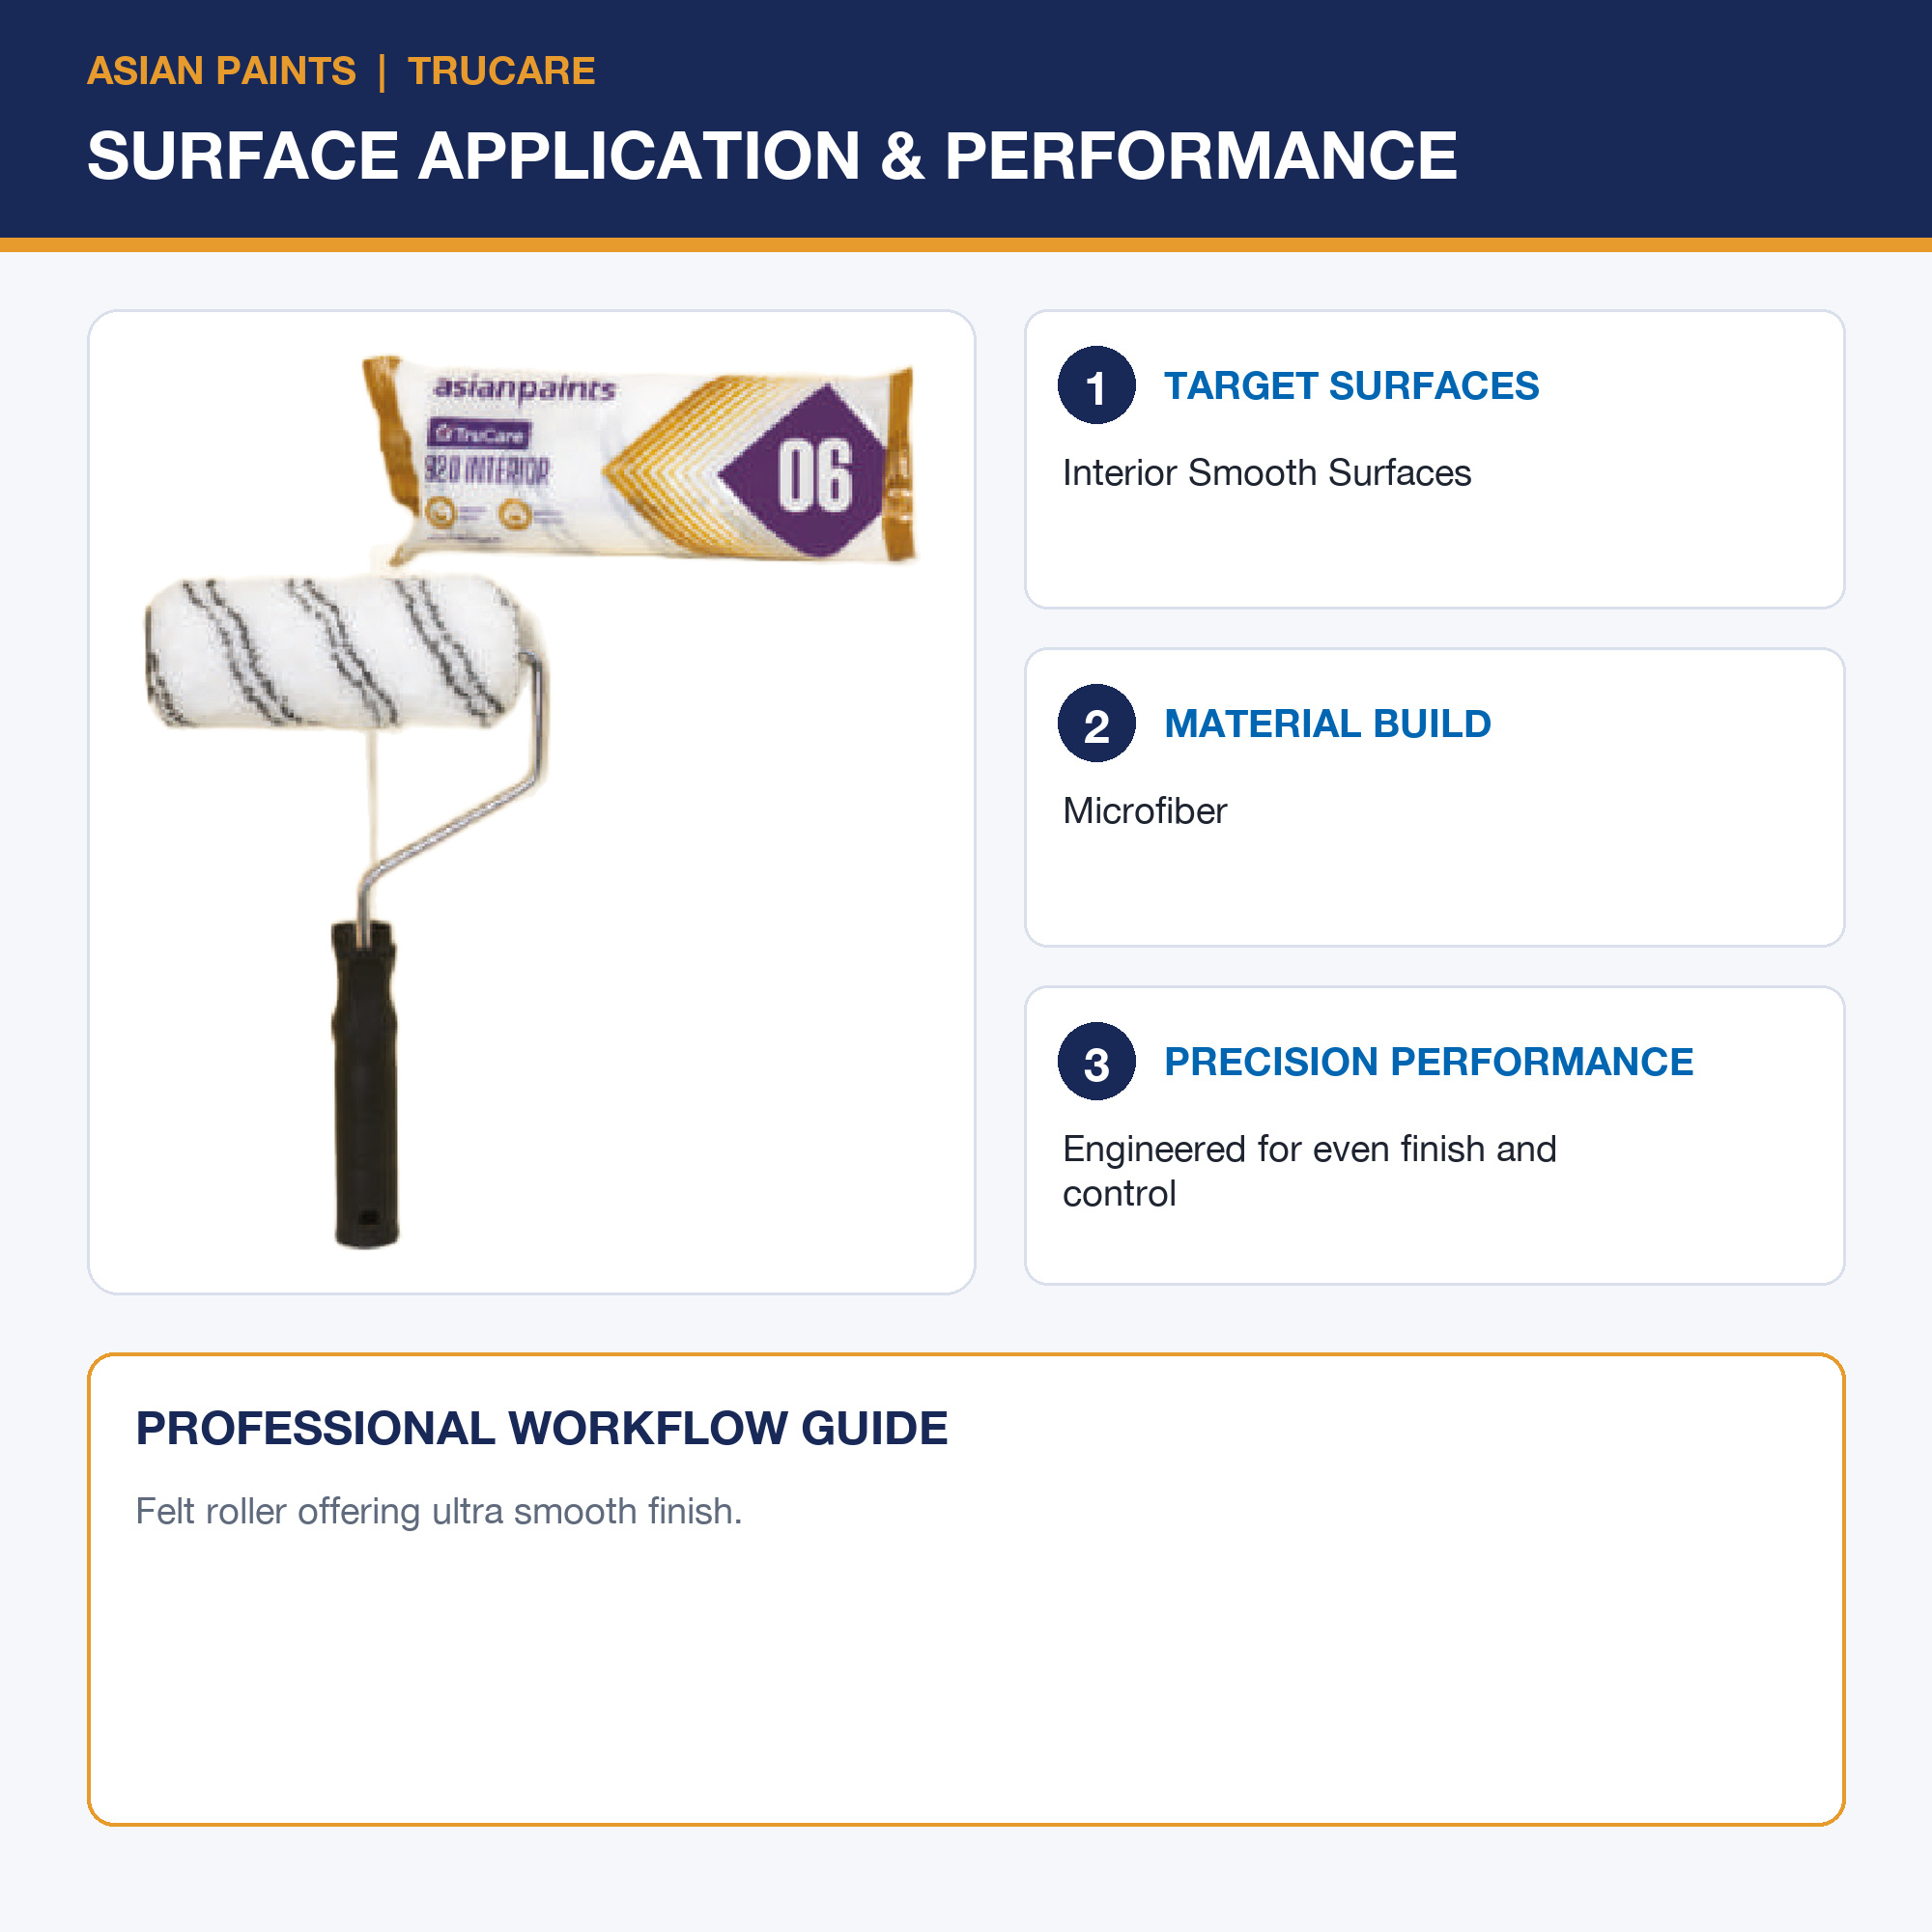 ASIAN PAINTS | TRUCARE
SURFACE APPLICATION & PERFORMANCE
asianpaints
TruCare
920 INTERIOR
06
1 TARGET SURFACES
Interior Smooth Surfaces
2 MATERIAL BUILD
Microfiber
3 PRECISION PERFORMANCE
Engineered for even finish and
control
PROFESSIONAL WORKFLOW GUIDE
Felt roller offering ultra smooth finish.